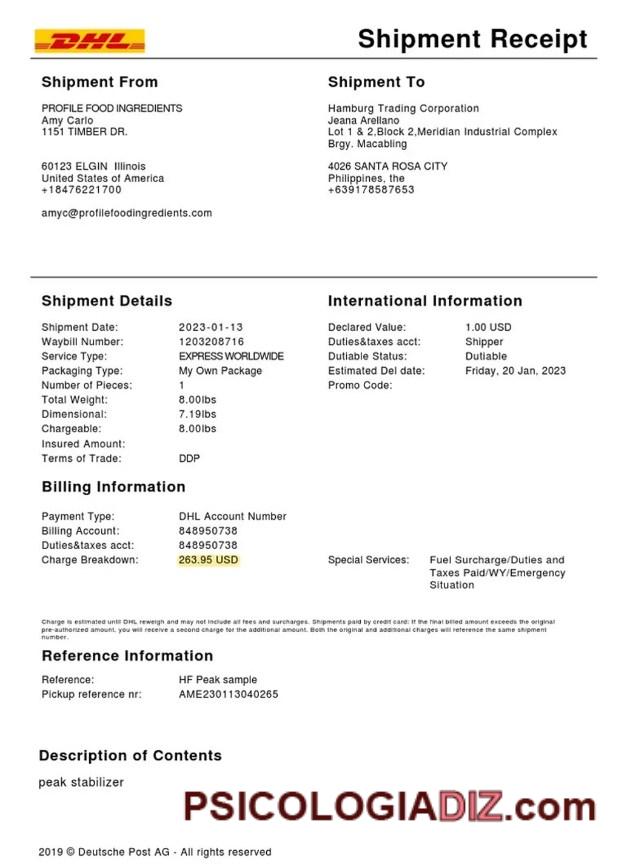 DHL
Shipment Receipt
Shipment From
PROFILE FOOD INGREDIENTS
Amy Carlo
1151 TIMBER DR.
60123 ELGIN Illinois
United States of America
+18476221700
amyc@profilefoodingredients.com
Shipment To
Hamburg Trading Corporation
Jeana Arellano
Lot 1 & 2,Block 2,Meridian Industrial Complex
Brgy. Macabling
4026 SANTA ROSA CITY
Philippines, the
+639178587653
Shipment Details
Shipment Date: 2023-01-13
Waybill Number: 1203208716
Service Type: EXPRESS WORLDWIDE
Packaging Type: My Own Package
Number of Pieces: 1
Total Weight: 8.00lbs
Dimensional: 7.19lbs
Chargeable: 8.00lbs
Insured Amount:
Terms of Trade: DDP
International Information
Declared Value: 1.00 USD
Duties&taxes acct: Shipper
Dutiable Status: Dutiable
Estimated Del date: Friday, 20 Jan, 2023
Promo Code:
Billing Information
Payment Type: DHL Account Number
Billing Account: 848950738
Duties&taxes acct: 848950738
Charge Breakdown: 263.95 USD
Special Services: Fuel Surcharge/Duties and
Taxes Paid/WY/Emergency
Situation
Charge is estimated until DHL reweigh and may not include all fees and surcharges. Shipments paid by credit card: If the final billed amount exceeds the original
pre-authorized amount, you will receive a second charge for the additional amount. Both the original and additional charges will reference the same shipment
number.
Reference Information
Reference: HF Peak sample
Pickup reference nr: AME230113040265
Description of Contents
peak stabilizer
PSICOLOGIADIZ.com
2019 © Deutsche Post AG - All rights reserved